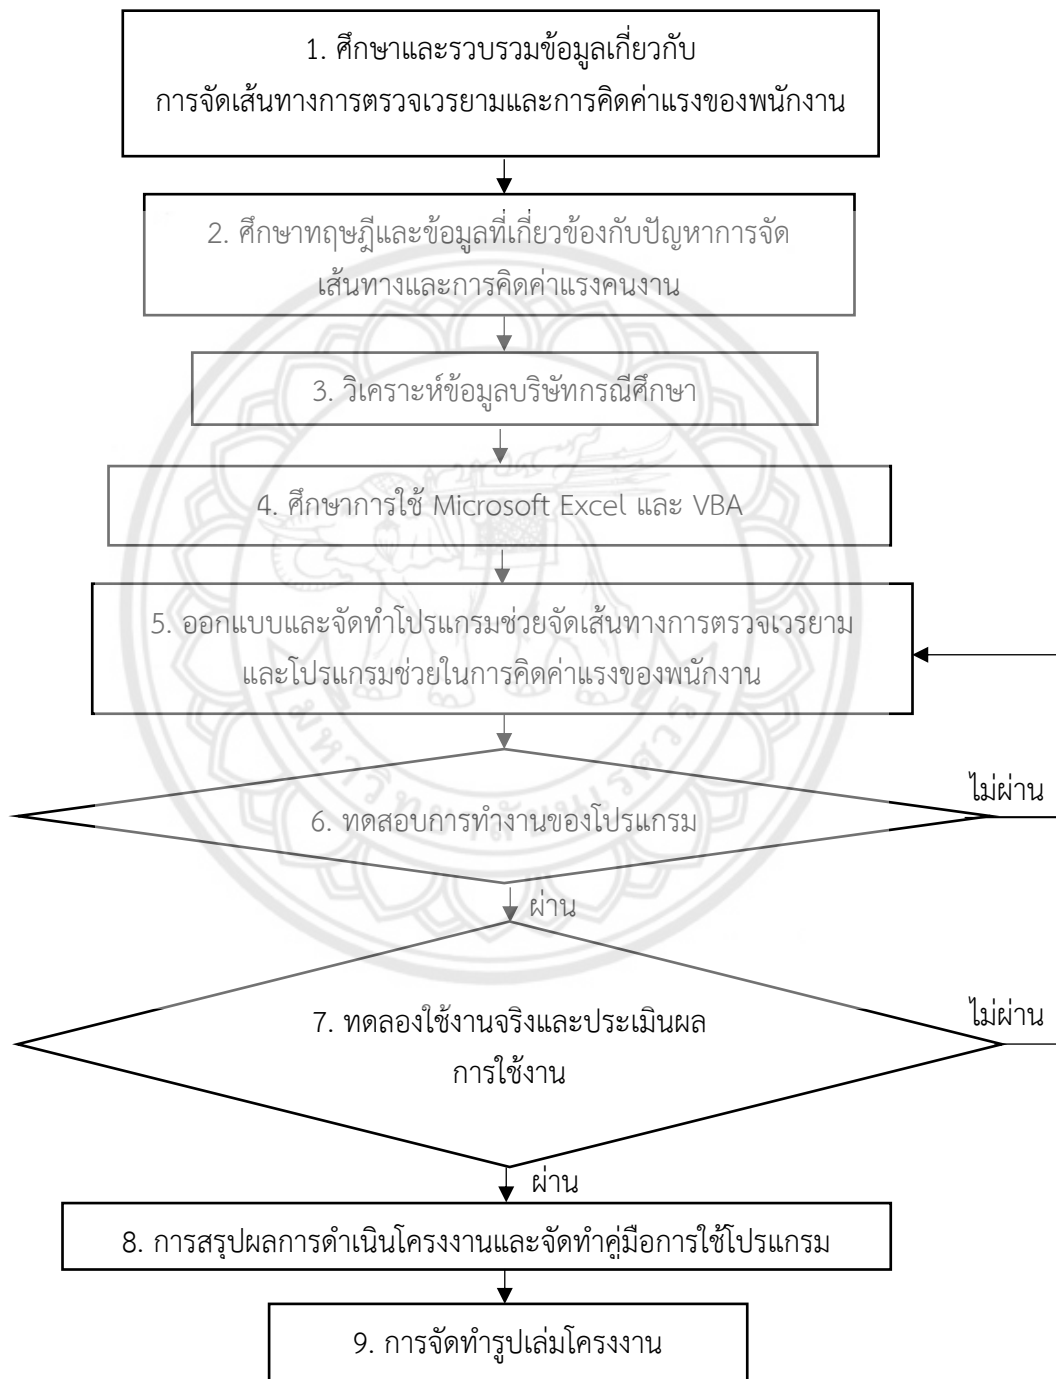 1. ศึกษาและรวบรวมข้อมูลเกี่ยวกับ
การจัดเส้นทางการตรวจเวรยามและการคิดค่าแรงของพนักงาน
2. ศึกษาทฤษฎีและข้อมูลที่เกี่ยวข้องกับปัญหาการจัด
เส้นทางและการคิดค่าแรงคนงาน
3. วิเคราะห์ข้อมูลบริษัทกรณีศึกษา
4. ศึกษาการใช้ Microsoft Excel และ VBA
5. ออกแบบและจัดทำโปรแกรมช่วยจัดเส้นทางการตรวจเวรยาม
และโปรแกรมช่วยในการคิดค่าแรงของพนักงาน
มหาวิทยาลัยนเรศวร
ไม่ผ่าน
6. ทดสอบการทำงานของโปรแกรม
ผ่าน
ไม่ผ่าน
7. ทดลองใช้งานจริงและประเมินผล
การใช้งาน
ผ่าน
8. การสรุปผลการดำเนินโครงงานและจัดทำคู่มือการใช้โปรแกรม
9. การจัดทำรูปเล่มโครงงาน